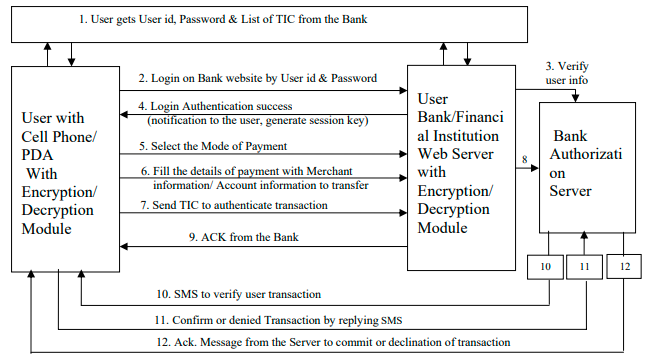 1. User gets User id, Password & List of TIC from the Bank
2. Login on Bank website by User id & Password
3. Verify
user info
4. Login Authentication success
(notification to the user, generate session key)
5. Select the Mode of Payment
6. Fill the details of payment with Merchant
information/ Account information to transfer
7. Send TIC to authenticate transaction
8
9. ACK from the Bank
User with
Cell Phone/
PDA
With
Encryption/
Decryption
Module
User
Bank/Financi
al Institution
Web Server
with
Encryption/
Decryption
Module
Bank
Authorizati
on
Server
10
11
12
10. SMS to verify user transaction
11. Confirm or denied Transaction by replying SMS
12. Ack. Message from the Server to commit or declination of transaction